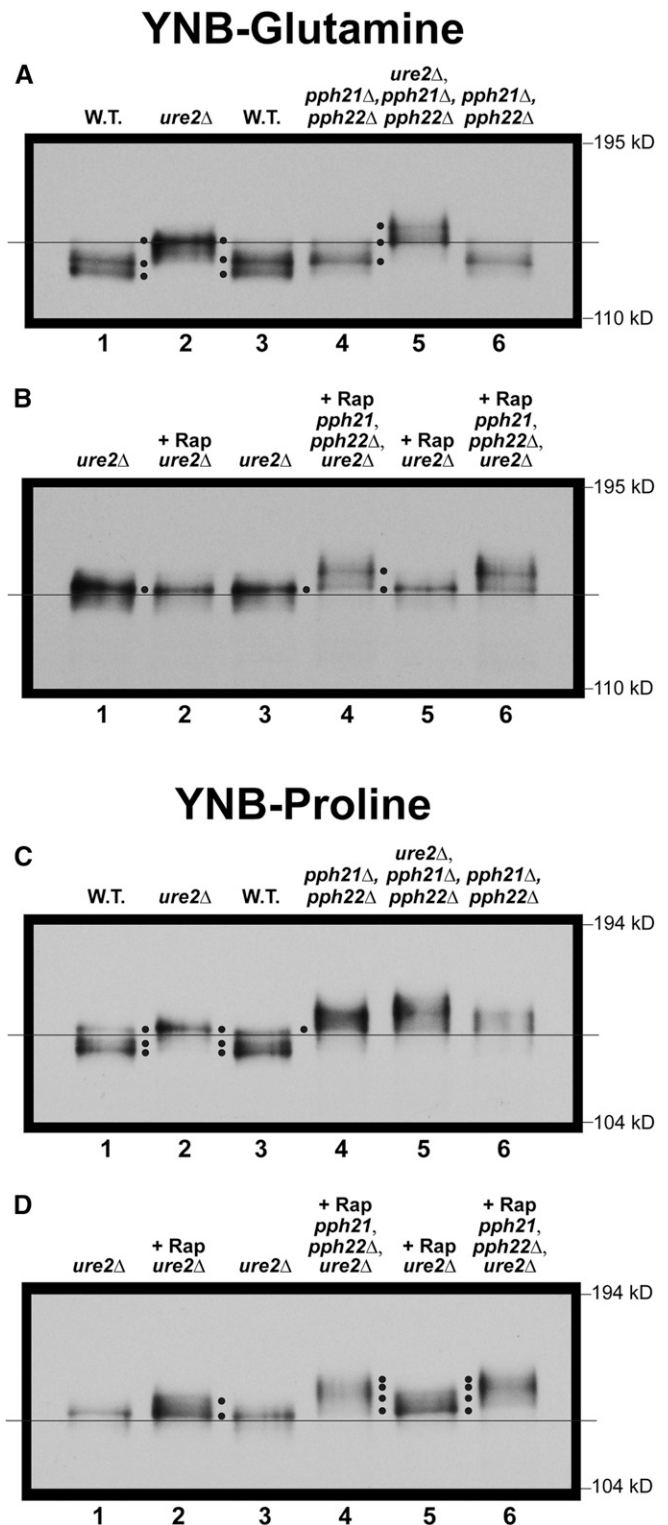 YNB-Glutamine
A
ure2Δ,
pph21Δ, pph21Δ, pph21Δ,
W.T. ure2Δ W.T. pph22Δ pph22Δ pph22Δ
195 kD
110 kD
1 2 3 4 5 6
B
+ Rap + Rap
pph21, pph21,
+ Rap pph22Δ, + Rap pph22Δ,
ure2Δ ure2Δ ure2Δ ure2Δ ure2Δ ure2Δ
195 kD
110 kD
1 2 3 4 5 6
YNB-Proline
C
ure2Δ,
pph21Δ, pph21Δ, pph21Δ,
W.T. ure2Δ W.T. pph22Δ pph22Δ pph22Δ
194 kD
104 kD
1 2 3 4 5 6
D
+ Rap + Rap
pph21, pph21,
+ Rap pph22Δ, + Rap pph22Δ,
ure2Δ ure2Δ ure2Δ ure2Δ ure2Δ ure2Δ
194 kD
104 kD
1 2 3 4 5 6